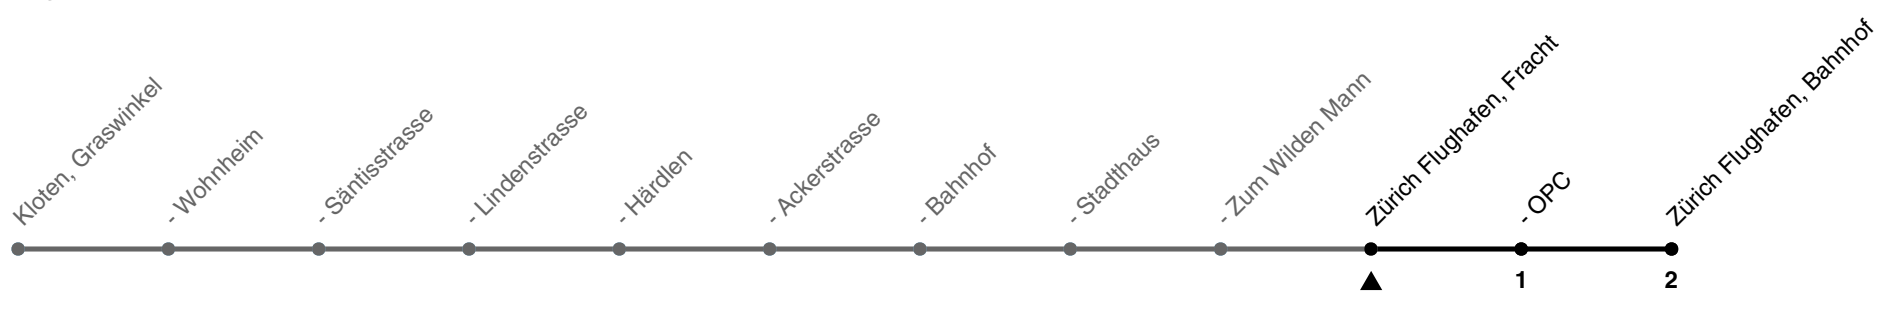 Kloten, Graswinkel
- Wohnheim
- Säntisstrasse
- Lindenstrasse
- Härdlen
- Ackerstrasse
- Bahnhof
- Stadthaus
- Zum Wilden Mann
Zürich Flughafen, Fracht
- OPC
Zürich Flughafen, Bahnhof
1
2